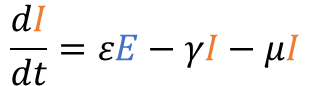 dI/dt = εE − γI − μI